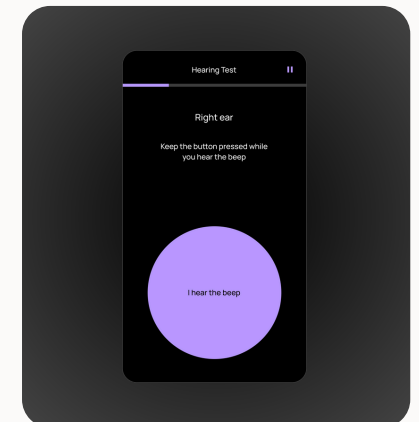 Hearing Test
Right ear
Keep the button pressed while
you hear the beep
I hear the beep